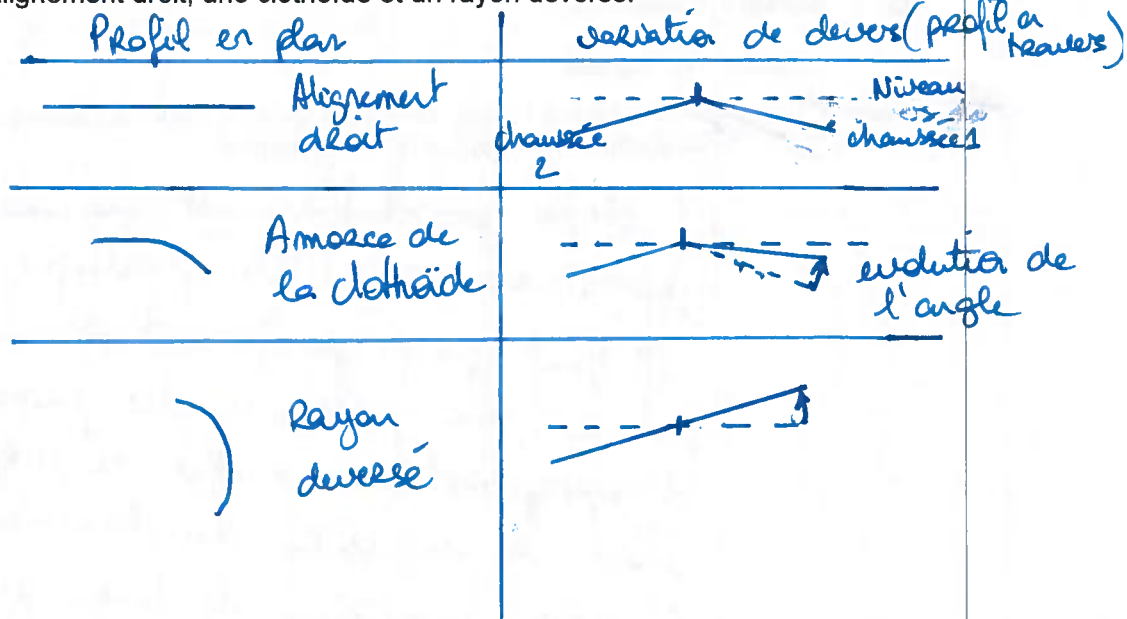 alignement droit, une clothoïde et un rayon déversé.
Profil en plan
variation de devers (profil en travers)
Alignement
droit
Niveau
chaussée
2
chaussée 1
Amorce de
la clothoïde
evolution de
l'angle
Rayon
deversé